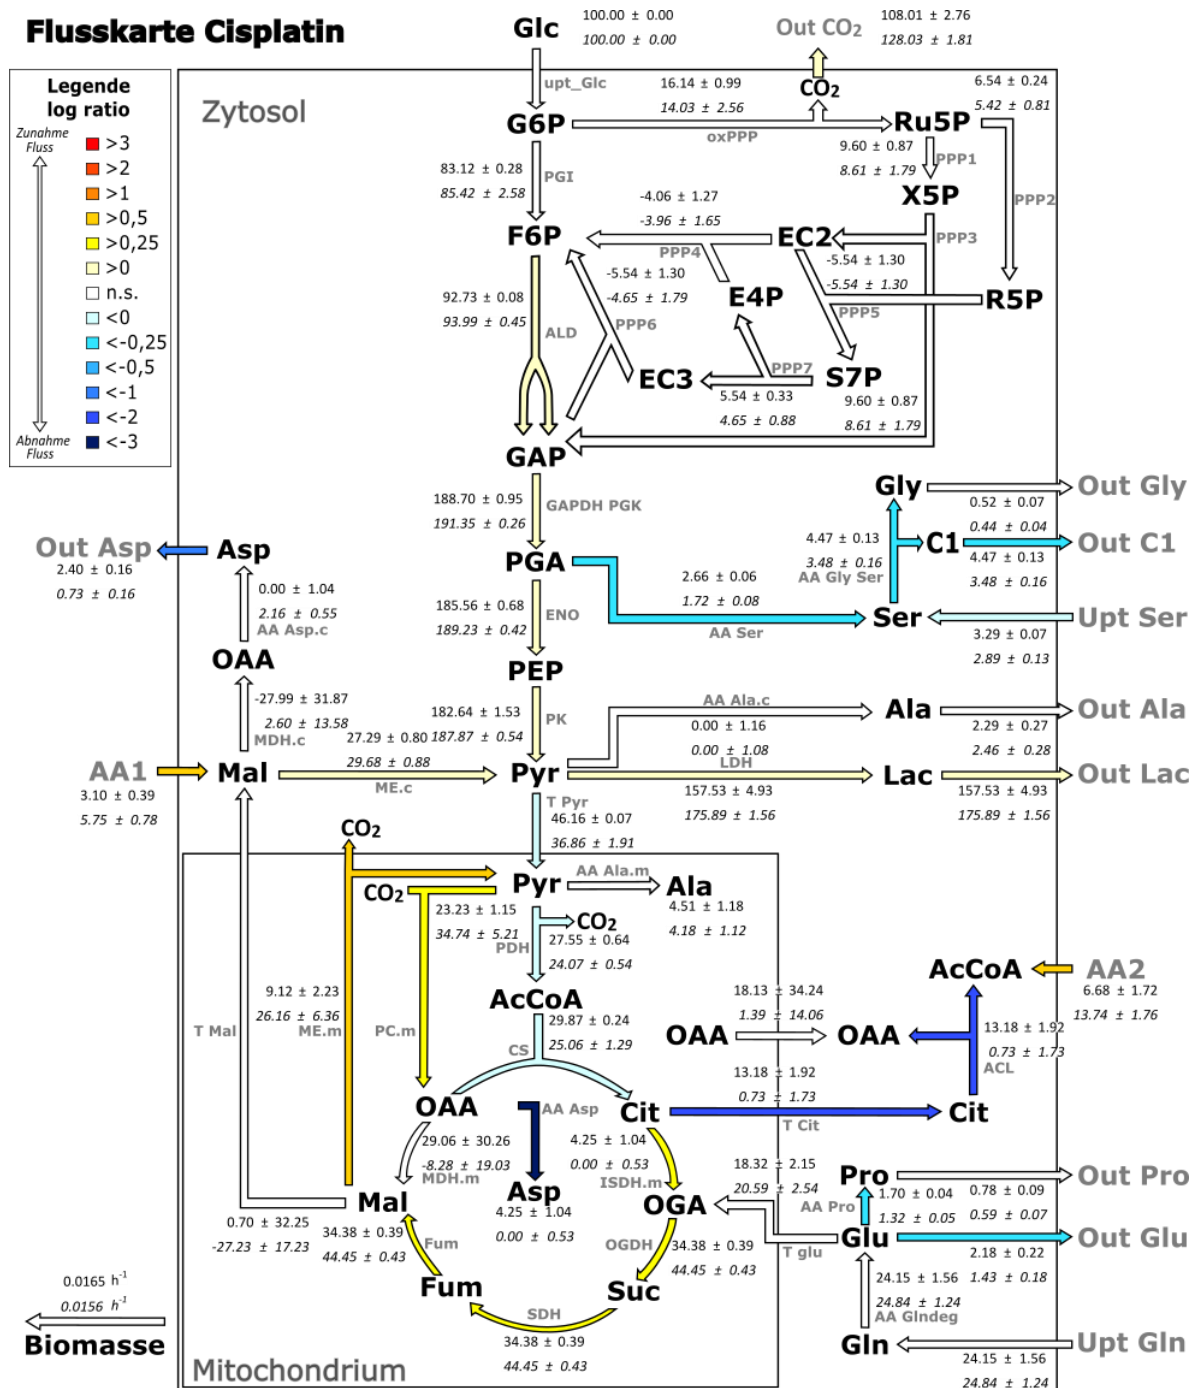 Flusskarte Cisplatin
Glc
100.00 ± 0.00
100.00 ± 0.00
Out CO₂
108.01 ± 2.76
128.03 ± 1.81
Legende
log ratio
Zunahme
Fluss
>3
>2
>1
>0,5
>0,25
>0
n.s.
<0
<-0,25
<-0,5
<-1
<-2
<-3
Abnahme
Fluss
Zytosol
upt_Glc
16.14 ± 0.99
14.03 ± 2.56
CO₂
6.54 ± 0.24
5.42 ± 0.81
G6P
oxPPP
Ru5P
83.12 ± 0.28
85.42 ± 2.58
PGI
9.60 ± 0.87
8.61 ± 1.79
PPP1
X5P
PPP2
-4.06 ± 1.27
-3.96 ± 1.65
F6P
PPP4
EC2
PPP3
-5.54 ± 1.30
-5.54 ± 1.30
-5.54 ± 1.30
-4.65 ± 1.79
E4P
R5P
92.73 ± 0.08
93.99 ± 0.45
ALD
PPP6
PPP5
PPP7
EC3
S7P
5.54 ± 0.33
4.65 ± 0.88
9.60 ± 0.87
8.61 ± 1.79
GAP
188.70 ± 0.95
191.35 ± 0.26
GAPDH PGK
Gly
Out Gly
0.52 ± 0.07
0.44 ± 0.04
Out Asp
2.40 ± 0.16
0.73 ± 0.16
Asp
PGA
4.47 ± 0.13
3.48 ± 0.16
AA Gly Ser
C1
Out C1
4.47 ± 0.13
3.48 ± 0.16
0.00 ± 1.04
2.16 ± 0.55
AA Asp.c
185.56 ± 0.68
189.23 ± 0.42
ENO
2.66 ± 0.06
1.72 ± 0.08
AA Ser
Ser
Upt Ser
3.29 ± 0.07
2.89 ± 0.13
OAA
PEP
-27.99 ± 31.87
2.60 ± 13.58
MDH.c
182.64 ± 1.53
187.87 ± 0.54
PK
AA Ala.c
0.00 ± 1.16
0.00 ± 1.08
Ala
Out Ala
2.29 ± 0.27
2.46 ± 0.28
27.29 ± 0.80
29.68 ± 0.88
ME.c
AA1
3.10 ± 0.39
5.75 ± 0.78
Mal
Pyr
LDH
157.53 ± 4.93
175.89 ± 1.56
Lac
Out Lac
157.53 ± 4.93
175.89 ± 1.56
T Pyr
46.16 ± 0.07
36.86 ± 1.91
CO₂
CO₂
Pyr
AA Ala.m
Ala
4.51 ± 1.18
4.18 ± 1.12
23.23 ± 1.15
34.74 ± 5.21
PDH
CO₂
27.55 ± 0.64
24.07 ± 0.54
AcCoA
AcCoA
AA2
6.68 ± 1.72
13.74 ± 1.76
T Mal
9.12 ± 2.23
26.16 ± 6.36
ME.m
PC.m
29.87 ± 0.24
25.06 ± 1.29
CS
18.13 ± 34.24
1.39 ± 14.06
OAA
OAA
13.18 ± 1.92
0.73 ± 1.73
ACL
13.18 ± 1.92
0.73 ± 1.73
T Cit
OAA
AA Asp
Cit
Cit
29.06 ± 30.26
-8.28 ± 19.03
MDH.m
4.25 ± 1.04
0.00 ± 0.53
ISDH.m
Asp
4.25 ± 1.04
0.00 ± 0.53
18.32 ± 2.15
20.59 ± 2.54
Pro
Out Pro
0.78 ± 0.09
0.59 ± 0.07
AA Pro
1.70 ± 0.04
1.32 ± 0.05
Mal
OGA
T glu
Glu
Out Glu
2.18 ± 0.22
1.43 ± 0.18
0.70 ± 32.25
-27.23 ± 17.23
34.38 ± 0.39
44.45 ± 0.43
Fum
OGDH
34.38 ± 0.39
44.45 ± 0.43
Fum
Suc
SDH
34.38 ± 0.39
44.45 ± 0.43
24.15 ± 1.56
24.84 ± 1.24
AA Glndeg
Gln
Upt Gln
24.15 ± 1.56
24.84 ± 1.24
0.0165 h⁻¹
0.0156 h⁻¹
Biomasse
Mitochondrium